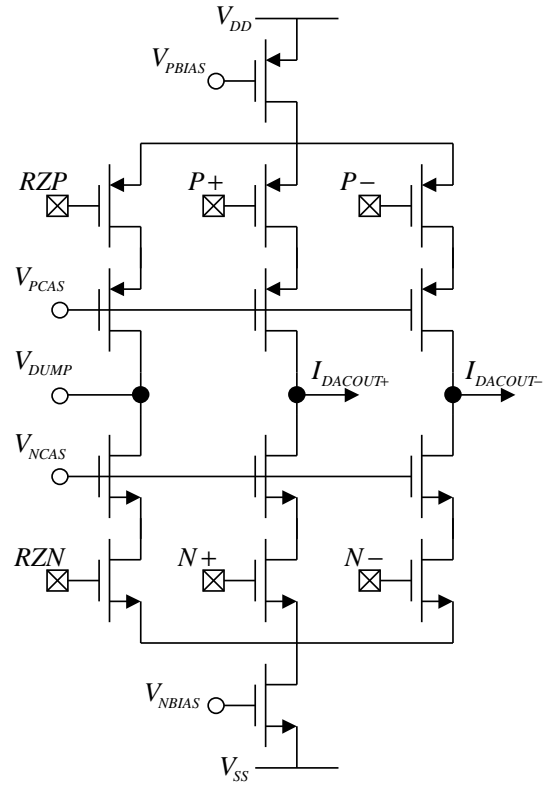 V_DD
V_PBIAS
RZP P+ P−
V_PCAS
V_DUMP I_DACOUT+ I_DACOUT−
V_NCAS
RZN N+ N−
V_NBIAS
V_SS